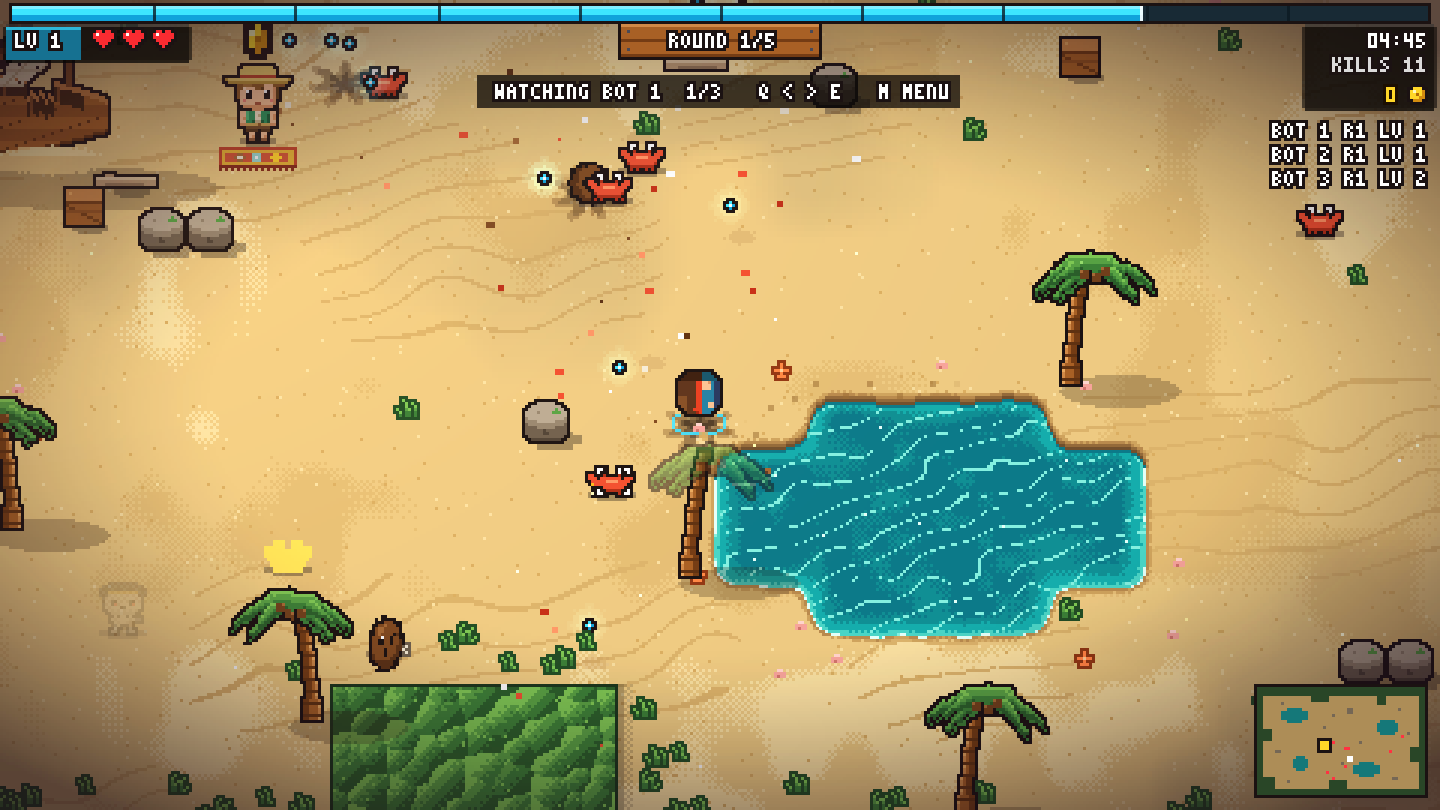 LV 1
ROUND 1/5
04:45
KILLS 11
0
WATCHING BOT 1 1/3 Q < > E M MENU
BOT 1 R1 LV 1
BOT 2 R1 LV 1
BOT 3 R1 LV 2